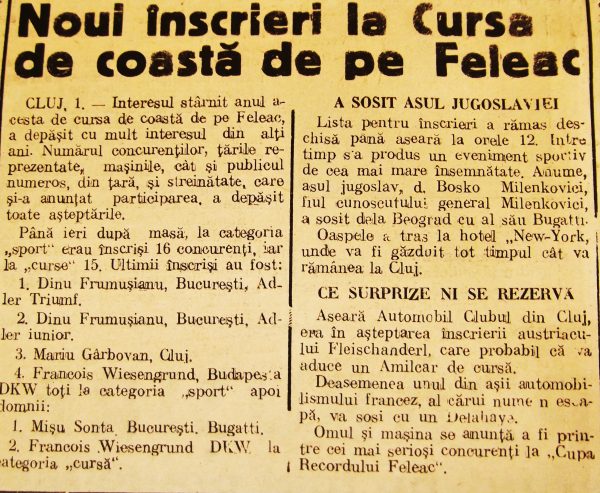 Noui înscrieri la Cursa
de coastă de pe Feleac
CLUJ, 1. — Interesul stârnit anul a-
cesta de cursa de coastă de pe Feleac,
a depășit cu mult interesul din alți
ani. Numărul concurenților, țările re-
prezentate, mașinile, cât și publicul
numeros, din țară, și streinătate, care
și-a anunțat participarea, a depășit
toate așteptările.
Până ieri după masă, la categoria
„sport" erau înscriși 16 concurenți, iar
la „curse" 15. Ultimii înscriși au fost:
1. Dinu Frumușianu, București, Ad-
ler Triumf.
2. Dinu Frumușianu, București, Ad-
ler iunior.
3. Mariu Gârbovan, Cluj.
4. Francois Wiesengrund, Budapesta
DKW toți la categoria „sport" apoi
domnii:
1. Mișu Sonta București. Bugatti.
2. Francois Wiesengrund DKW la
categoria „cursă".
A SOSIT ASUL JUGOSLAVIEI
Lista pentru înscrieri a rămas des-
chisă până aseară la orele 12. Intre
timp s-a produs un eveniment sportiv
de cea mai mare însemnătate. Anume,
asul jugoslav, d. Bosko Milenkovici,
fiul cunoscutului general Milenkovici,
a sosit dela Beograd cu al său Bugatti.
Oaspele a tras la hotel „New-York,
unde va fi găzduit tot timpul cât va
rămânea la Cluj.
CE SURPRIZE NI SE REZERVĂ
Aseară Automobil Clubul din Cluj,
era în așteptarea înscrierii austriacu-
lui Fleischanderl, care probabil că va
aduce un Amilcar de cursă.
Deasemenea unul din așii automobi-
lismului francez, al cărui nume n esca-
pă, va sosi cu un Delahaye.
Omul și mașina se anunță a fi prin-
tre cei mai serioși concurenți la „Cupa
Recordului Feleac".